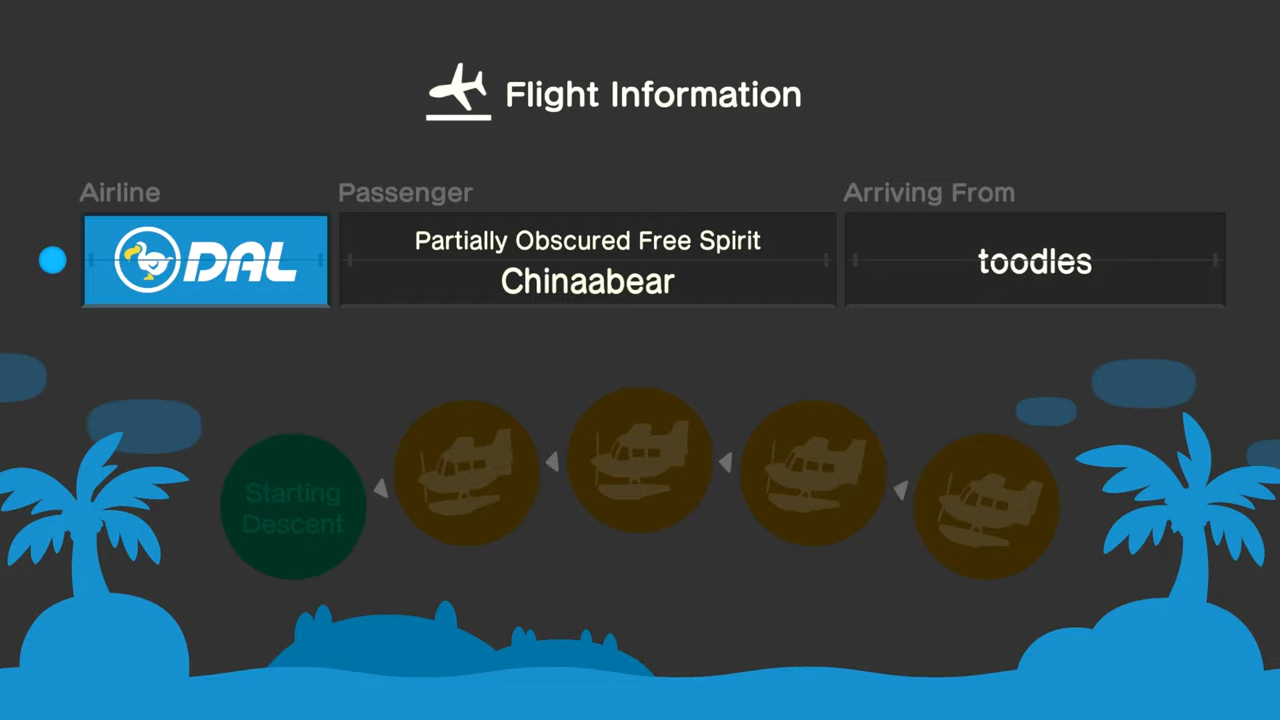 Flight Information
Airline
Passenger
Arriving From
DAL
Partially Obscured Free Spirit
Chinaabear
toodles
Starting
Descent